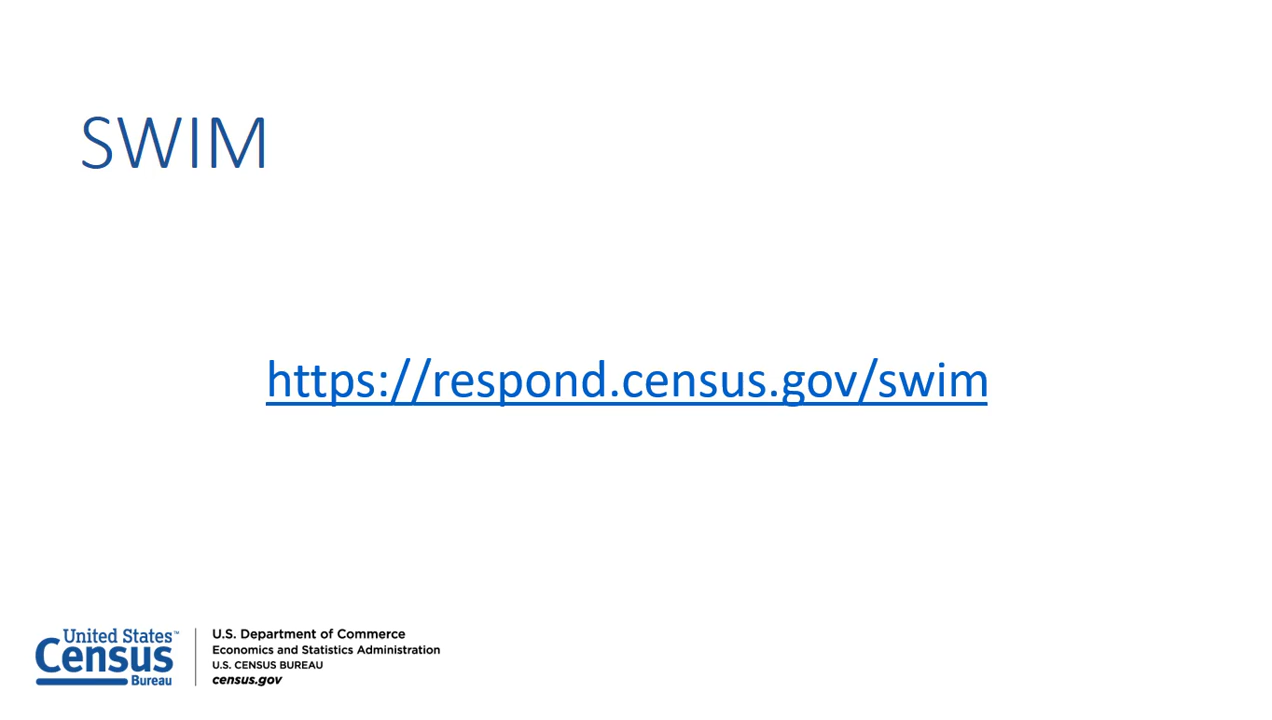 SWIM
https://respond.census.gov/swim
United States™
Census
Bureau
U.S. Department of Commerce
Economics and Statistics Administration
U.S. CENSUS BUREAU
census.gov